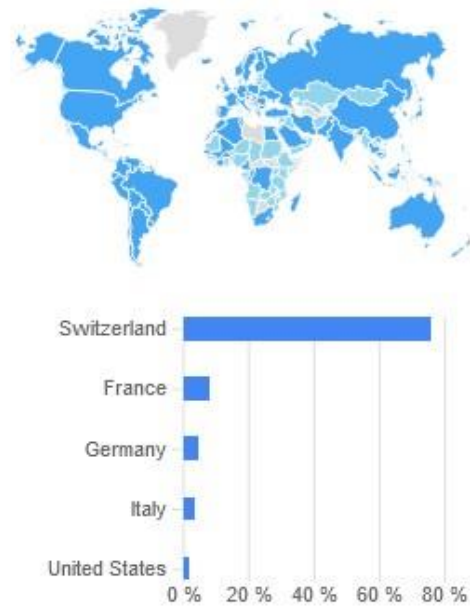 Switzerland
France
Germany
Italy
United States
0 % 20 % 40 % 60 % 80 %